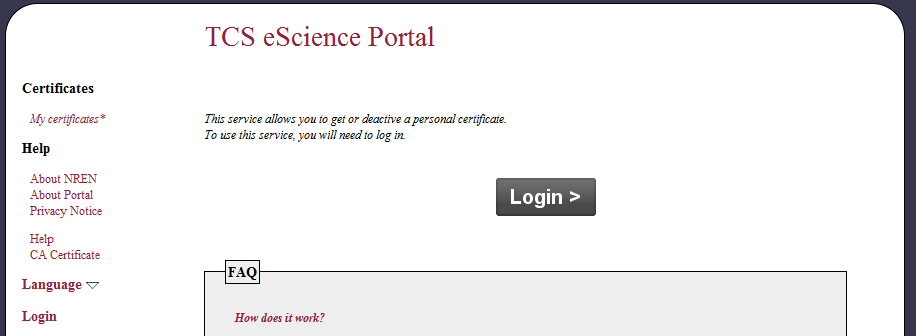 TCS eScience Portal
Certificates
My certificates*
Help
About NREN
About Portal
Privacy Notice
Help
CA Certificate
Language
Login
This service allows you to get or deactive a personal certificate.
To use this service, you will need to log in.
Login >
FAQ
How does it work?